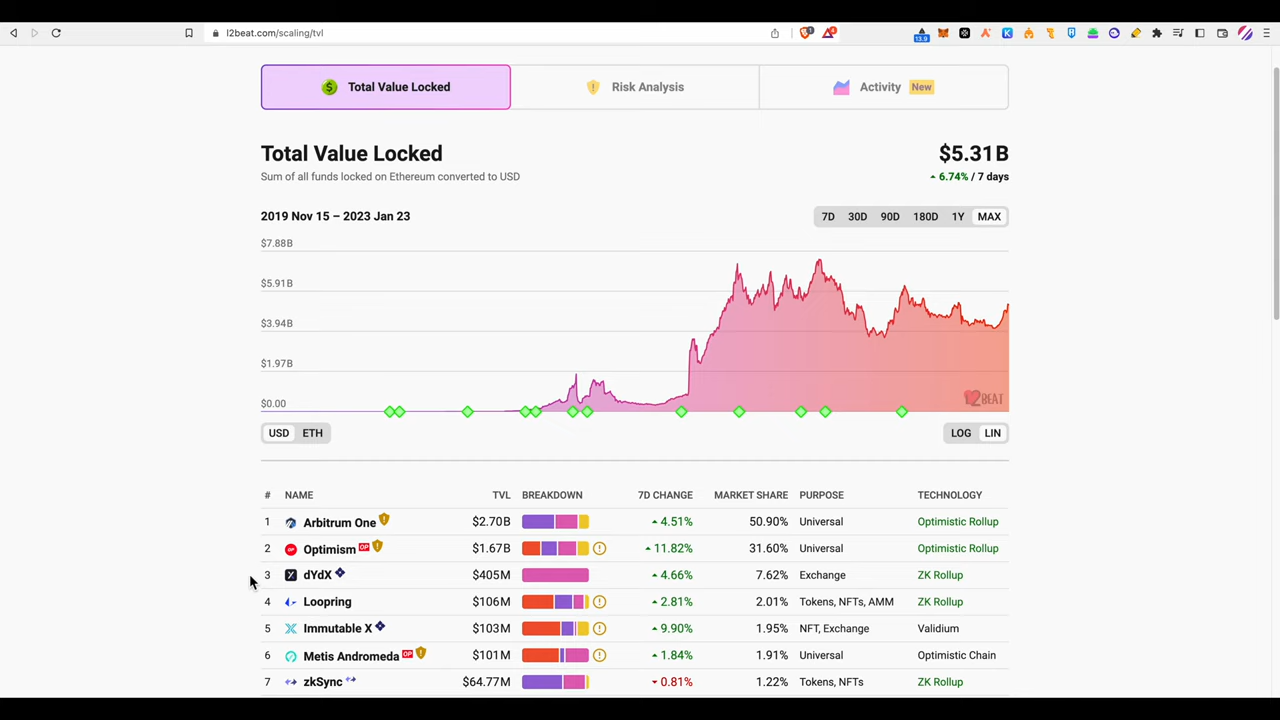 l2beat.com/scaling/tvl
13.9
Total Value Locked
Risk Analysis
Activity New
Total Value Locked
$5.31B
Sum of all funds locked on Ethereum converted to USD
6.74% / 7 days
2019 Nov 15 – 2023 Jan 23
7D 30D 90D 180D 1Y MAX
$7.88B
$5.91B
$3.94B
$1.97B
$0.00
L2BEAT
USD ETH
LOG LIN
# NAME TVL BREAKDOWN 7D CHANGE MARKET SHARE PURPOSE TECHNOLOGY
1 Arbitrum One $2.70B 4.51% 50.90% Universal Optimistic Rollup
2 Optimism OP $1.67B 11.82% 31.60% Universal Optimistic Rollup
3 dYdX $405M 4.66% 7.62% Exchange ZK Rollup
4 Loopring $106M 2.81% 2.01% Tokens, NFTs, AMM ZK Rollup
5 Immutable X $103M 9.90% 1.95% NFT, Exchange Validium
6 Metis Andromeda OP $101M 1.84% 1.91% Universal Optimistic Chain
7 zkSync $64.77M 0.81% 1.22% Tokens, NFTs ZK Rollup